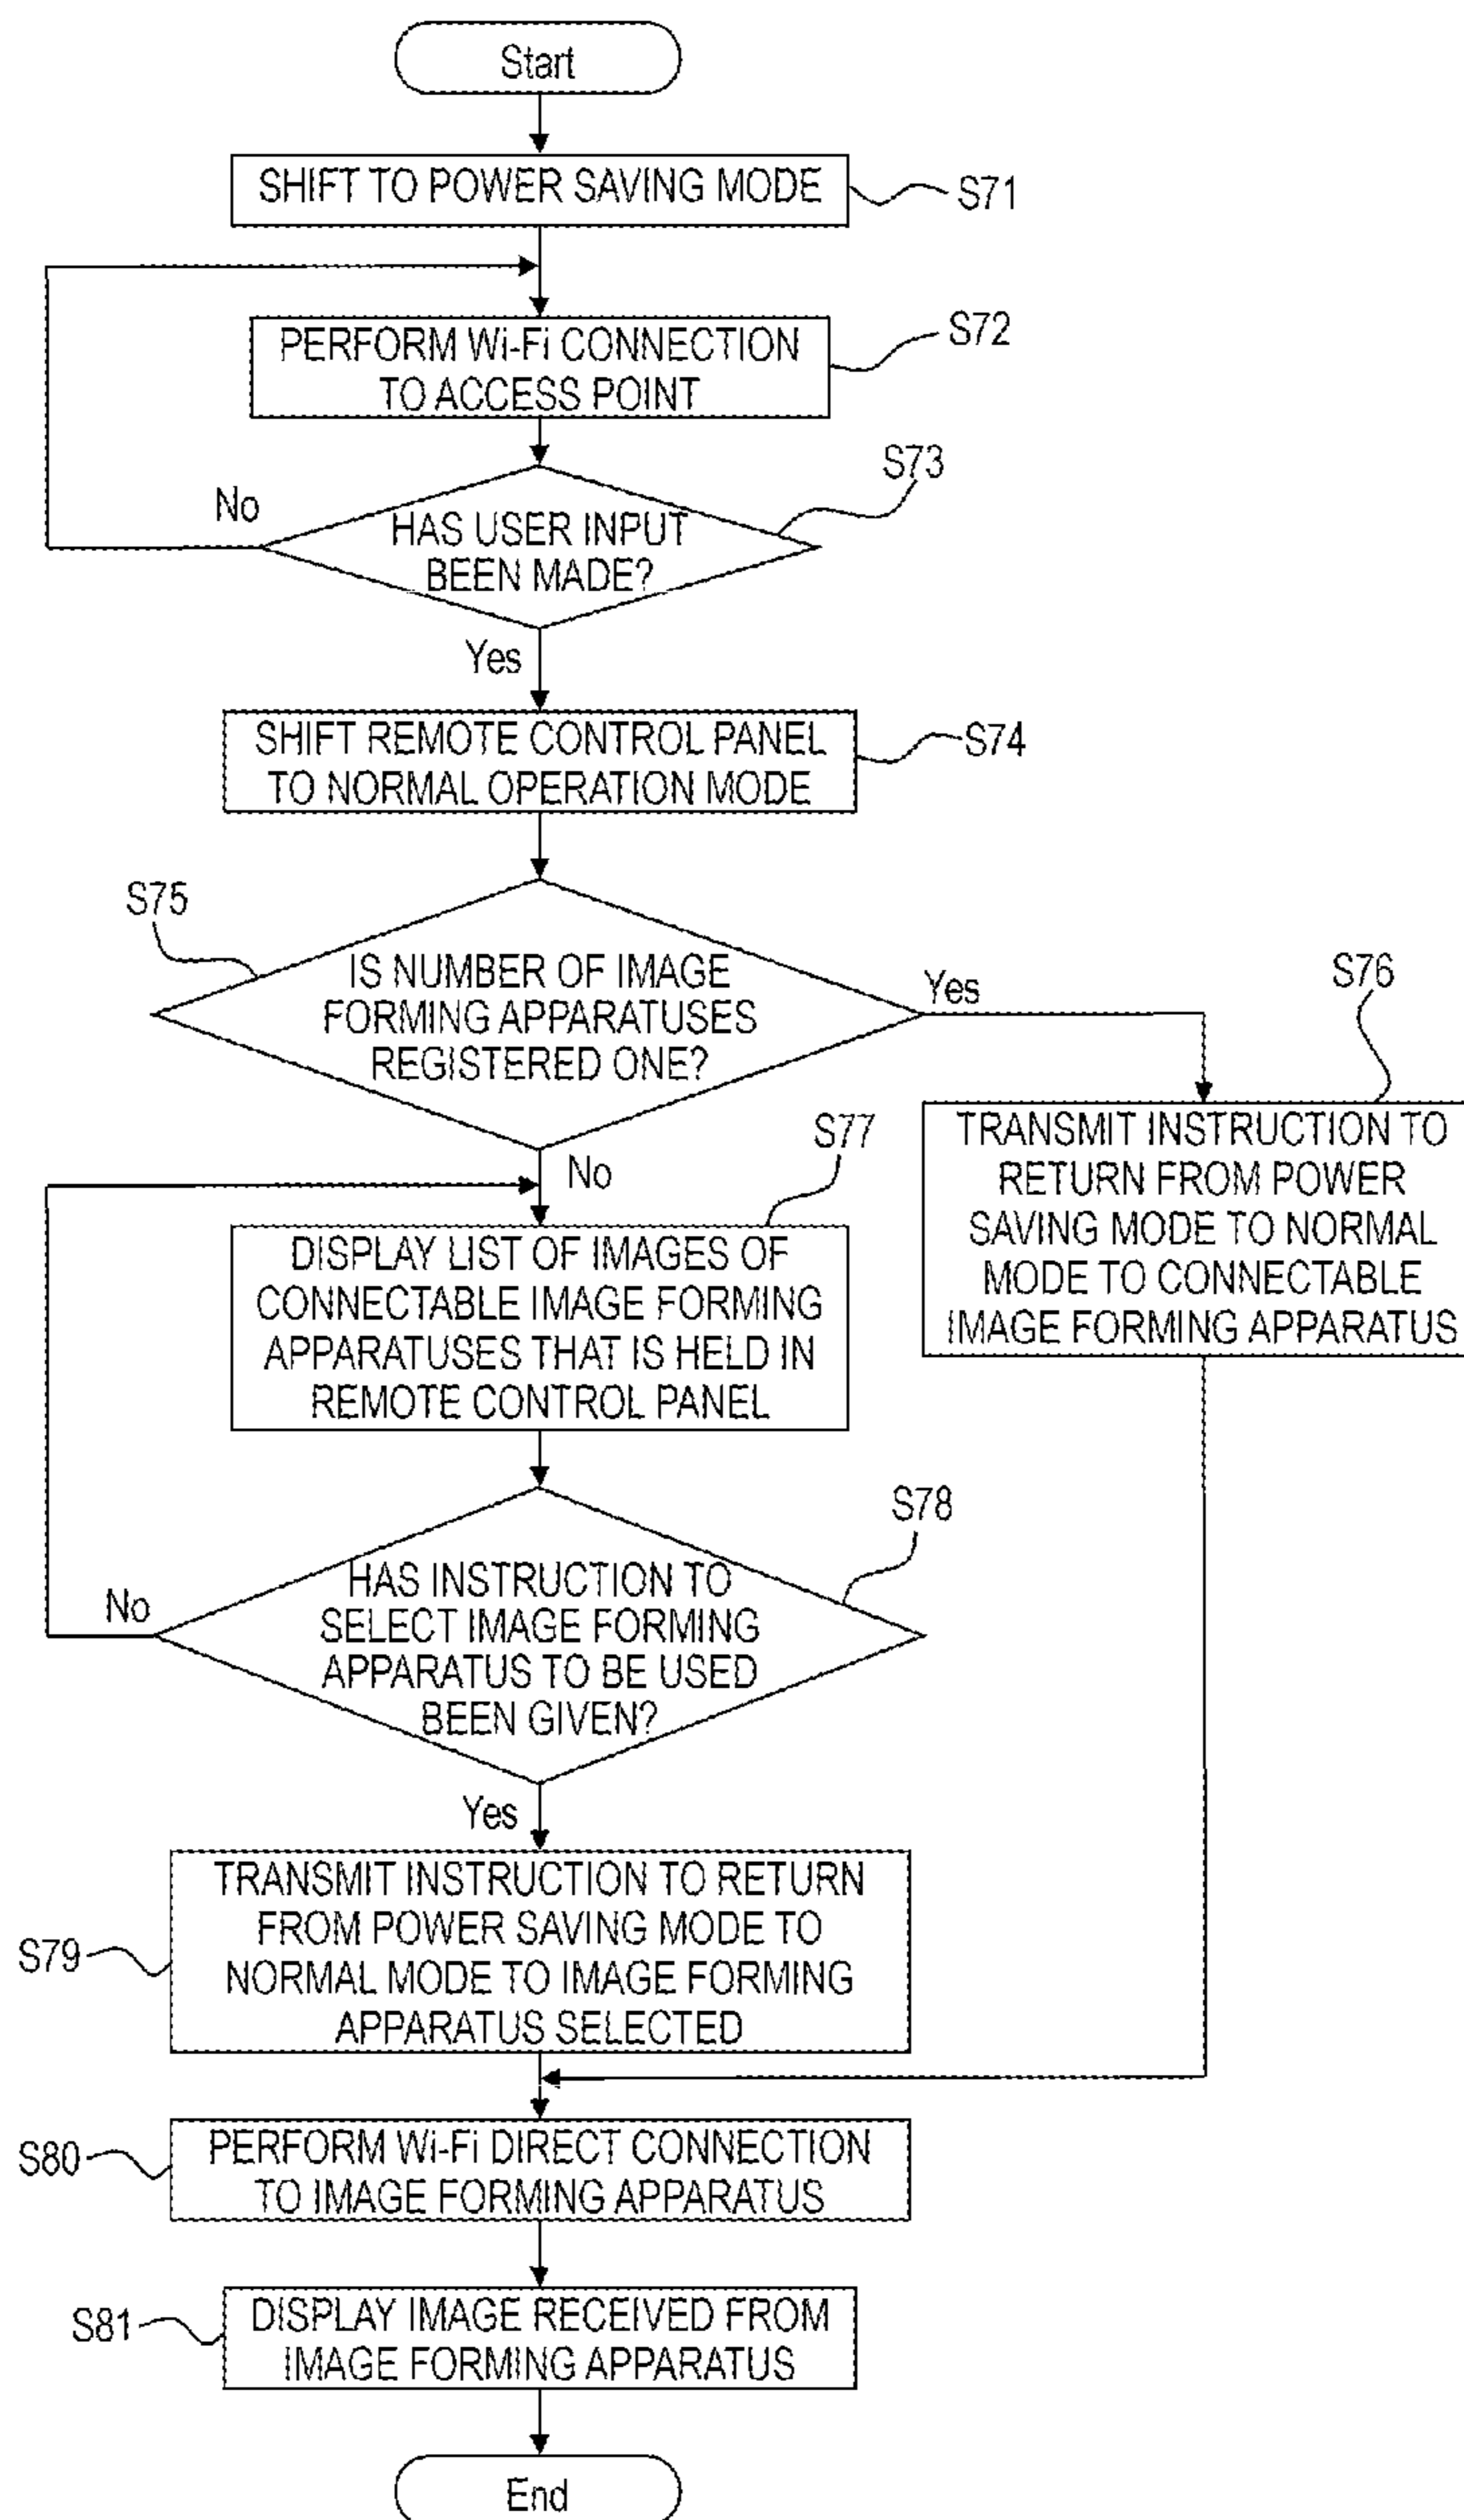 Start
SHIFT TO POWER SAVING MODE
S71
PERFORM Wi-Fi CONNECTION
TO ACCESS POINT
S72
S73
No
HAS USER INPUT
BEEN MADE?
Yes
SHIFT REMOTE CONTROL PANEL
TO NORMAL OPERATION MODE
S74
S75
IS NUMBER OF IMAGE
FORMING APPARATUSES
REGISTERED ONE?
Yes
S76
TRANSMIT INSTRUCTION TO
RETURN FROM POWER
SAVING MODE TO NORMAL
MODE TO CONNECTABLE
IMAGE FORMING APPARATUS
No
S77
DISPLAY LIST OF IMAGES OF
CONNECTABLE IMAGE FORMING
APPARATUSES THAT IS HELD IN
REMOTE CONTROL PANEL
S78
No
HAS INSTRUCTION TO
SELECT IMAGE FORMING
APPARATUS TO BE USED
BEEN GIVEN?
Yes
S79
TRANSMIT INSTRUCTION TO RETURN
FROM POWER SAVING MODE TO
NORMAL MODE TO IMAGE FORMING
APPARATUS SELECTED
S80
PERFORM Wi-Fi DIRECT CONNECTION
TO IMAGE FORMING APPARATUS
S81
DISPLAY IMAGE RECEIVED FROM
IMAGE FORMING APPARATUS
End